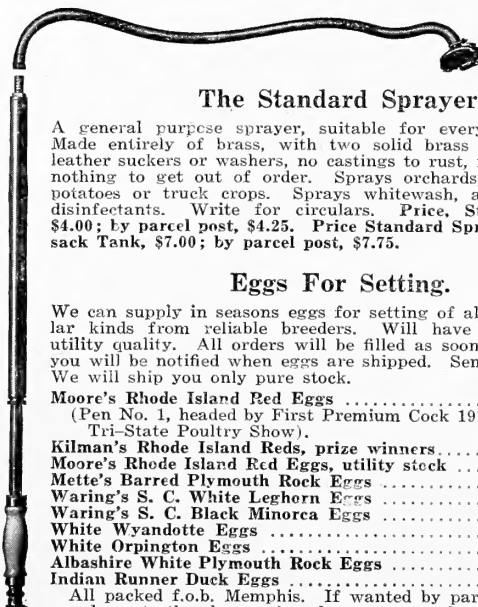 The Standard Sprayer
A general purpose sprayer, suitable for every
Made entirely of brass, with two solid brass
leather suckers or washers, no castings to rust,
nothing to get out of order. Sprays orchards
potatoes or truck crops. Sprays whitewash, a
disinfectants. Write for circulars. Price, S
$4.00; by parcel post, $4.25. Price Standard Spr
sack Tank, $7.00; by parcel post, $7.75.
Eggs For Setting.
We can supply in seasons eggs for setting of al
lar kinds from reliable breeders. Will have
utility quality. All orders will be filled as soon
you will be notified when eggs are shipped. Sen
We will ship you only pure stock.
Moore's Rhode Island Red Eggs ..................
(Pen No. 1, headed by First Premium Cock 19
Tri-State Poultry Show).
Kilman's Rhode Island Reds, prize winners.....
Moore's Rhode Island Red Eggs, utility stock ...
Mette's Barred Plymouth Rock Eggs ............
Waring's S. C. White Leghorn Eggs .............
Waring's S. C. Black Minorca Eggs .............
White Wyandotte Eggs ..........................
White Orpington Eggs ...........................
Albashire White Plymouth Rock Eggs ...........
Indian Runner Duck Eggs .......................
All packed f.o.b. Memphis. If wanted by par